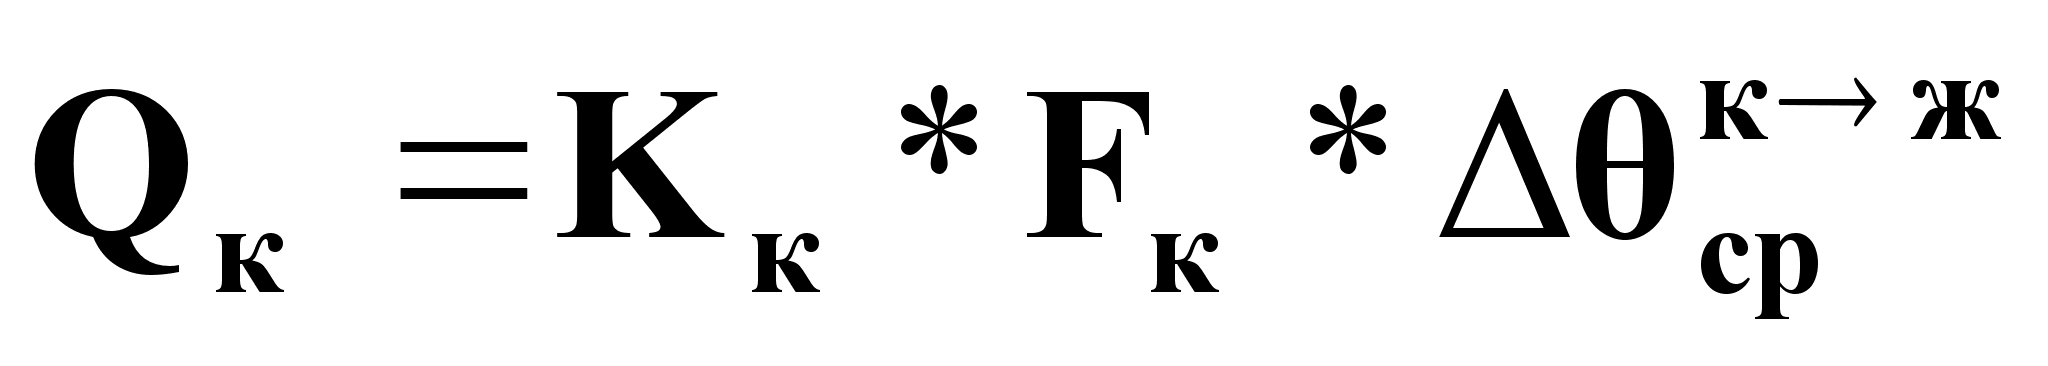 Qк = Kк * Fк * Δθср к→ж